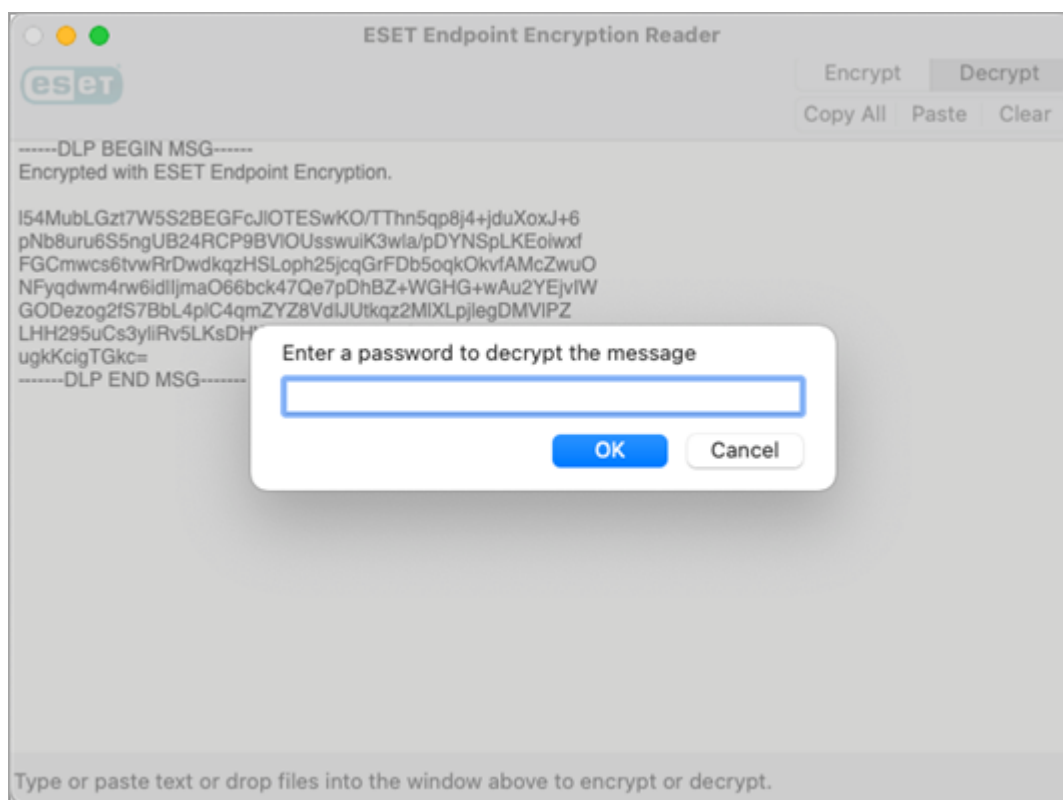 ESET Endpoint Encryption Reader
eset
Encrypt Decrypt
Copy All Paste Clear
------DLP BEGIN MSG------
Encrypted with ESET Endpoint Encryption.
l54MubLGzt7W5S2BEGFcJlOTESwKO/TThn5qp8j4+jduXoxJ+6
pNb8uru6S5ngUB24RCP9BVlOUsswuiK3wla/pDYNSpLKEoiwxf
FGCmwcs6tvwRrDwdkqzHSLoph25jcqGrFDb5oqkOkvfAMcZwuO
NFyqdwm4rw6idlljmaO66bck47Qe7pDhBZ+WGHG+wAu2YEjvIW
GODezog2fS7BbL4plC4qmZYZ8VdlJUtkqz2MlXLpjlegDMVlPZ
LHH295uCs3yliRv5LKsDH
ugkKcigTGkc=
-------DLP END MSG-------
Enter a password to decrypt the message
OK Cancel
Type or paste text or drop files into the window above to encrypt or decrypt.